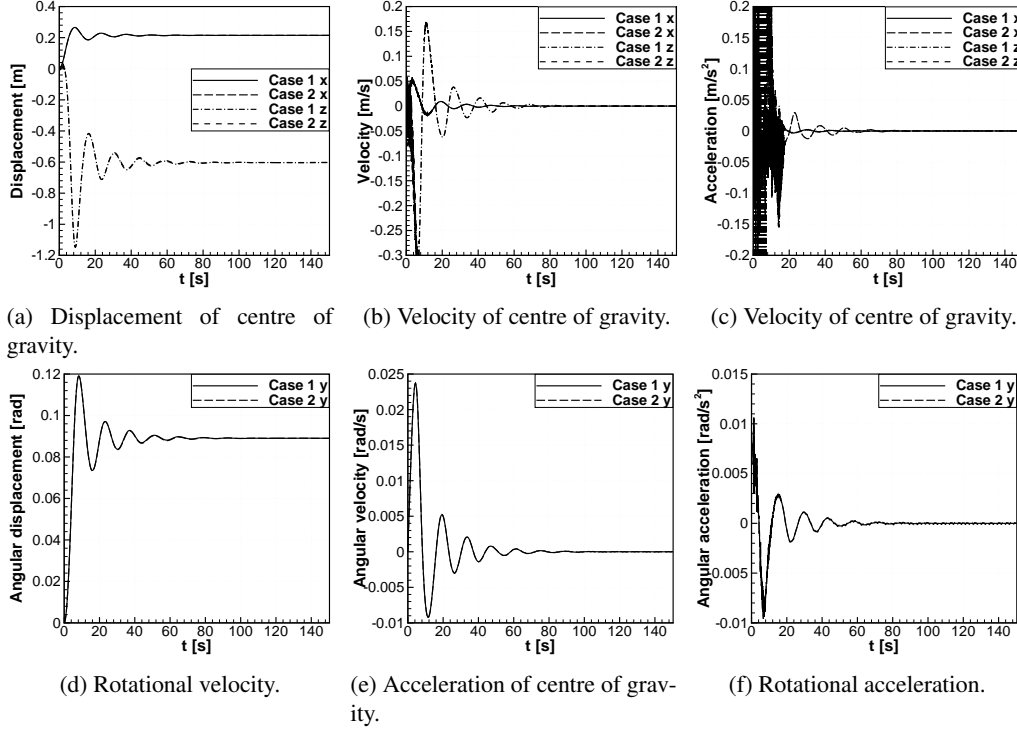 Displacement [m]
0.4
0.2
0
-0.2
-0.4
-0.6
-0.8
-1
-1.2
0 20 40 60 80 100 120 140
t [s]
Case 1 x
Case 2 x
Case 1 z
Case 2 z
(a) Displacement of centre of
gravity.
Velocity [m/s]
0.2
0.15
0.1
0.05
0
-0.05
-0.1
-0.15
-0.2
-0.25
-0.3
0 20 40 60 80 100 120 140
t [s]
Case 1 x
Case 2 x
Case 1 z
Case 2 z
(b) Velocity of centre of gravity.
Acceleration [m/s²]
0.2
0.15
0.1
0.05
0
-0.05
-0.1
-0.15
-0.2
0 20 40 60 80 100 120 140
t [s]
Case 1 x
Case 2 x
Case 1 z
Case 2 z
(c) Velocity of centre of gravity.
Angular displacement [rad]
0.12
0.1
0.08
0.06
0.04
0.02
0
0 20 40 60 80 100 120 140
t [s]
Case 1 y
Case 2 y
(d) Rotational velocity.
Angular velocity [rad/s]
0.025
0.02
0.015
0.01
0.005
0
-0.005
-0.01
0 20 40 60 80 100 120 140
t [s]
Case 1 y
Case 2 y
(e) Acceleration of centre of grav-
ity.
Angular acceleration [rad/s²]
0.015
0.01
0.005
0
-0.005
-0.01
0 20 40 60 80 100 120 140
t [s]
Case 1 y
Case 2 y
(f) Rotational acceleration.